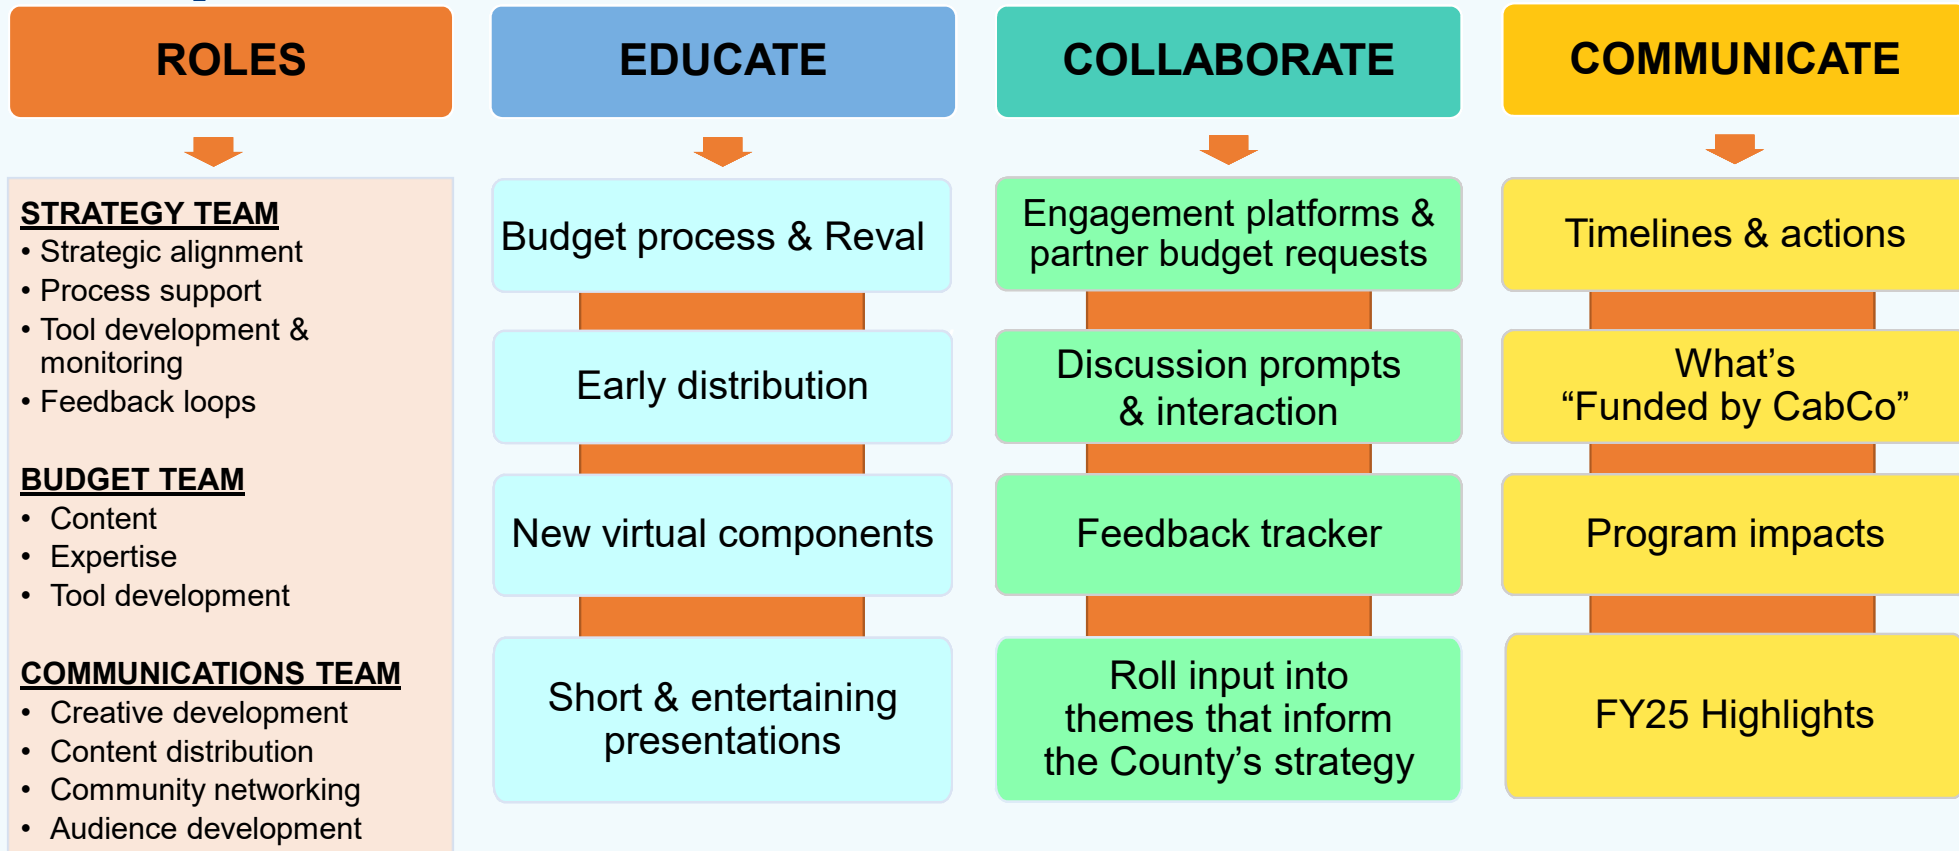 ROLES
STRATEGY TEAM
• Strategic alignment
• Process support
• Tool development &
monitoring
• Feedback loops
BUDGET TEAM
• Content
• Expertise
• Tool development
COMMUNICATIONS TEAM
• Creative development
• Content distribution
• Community networking
• Audience development
EDUCATE
Budget process & Reval
Early distribution
New virtual components
Short & entertaining
presentations
COLLABORATE
Engagement platforms &
partner budget requests
Discussion prompts
& interaction
Feedback tracker
Roll input into
themes that inform
the County’s strategy
COMMUNICATE
Timelines & actions
What’s
“Funded by CabCo”
Program impacts
FY25 Highlights